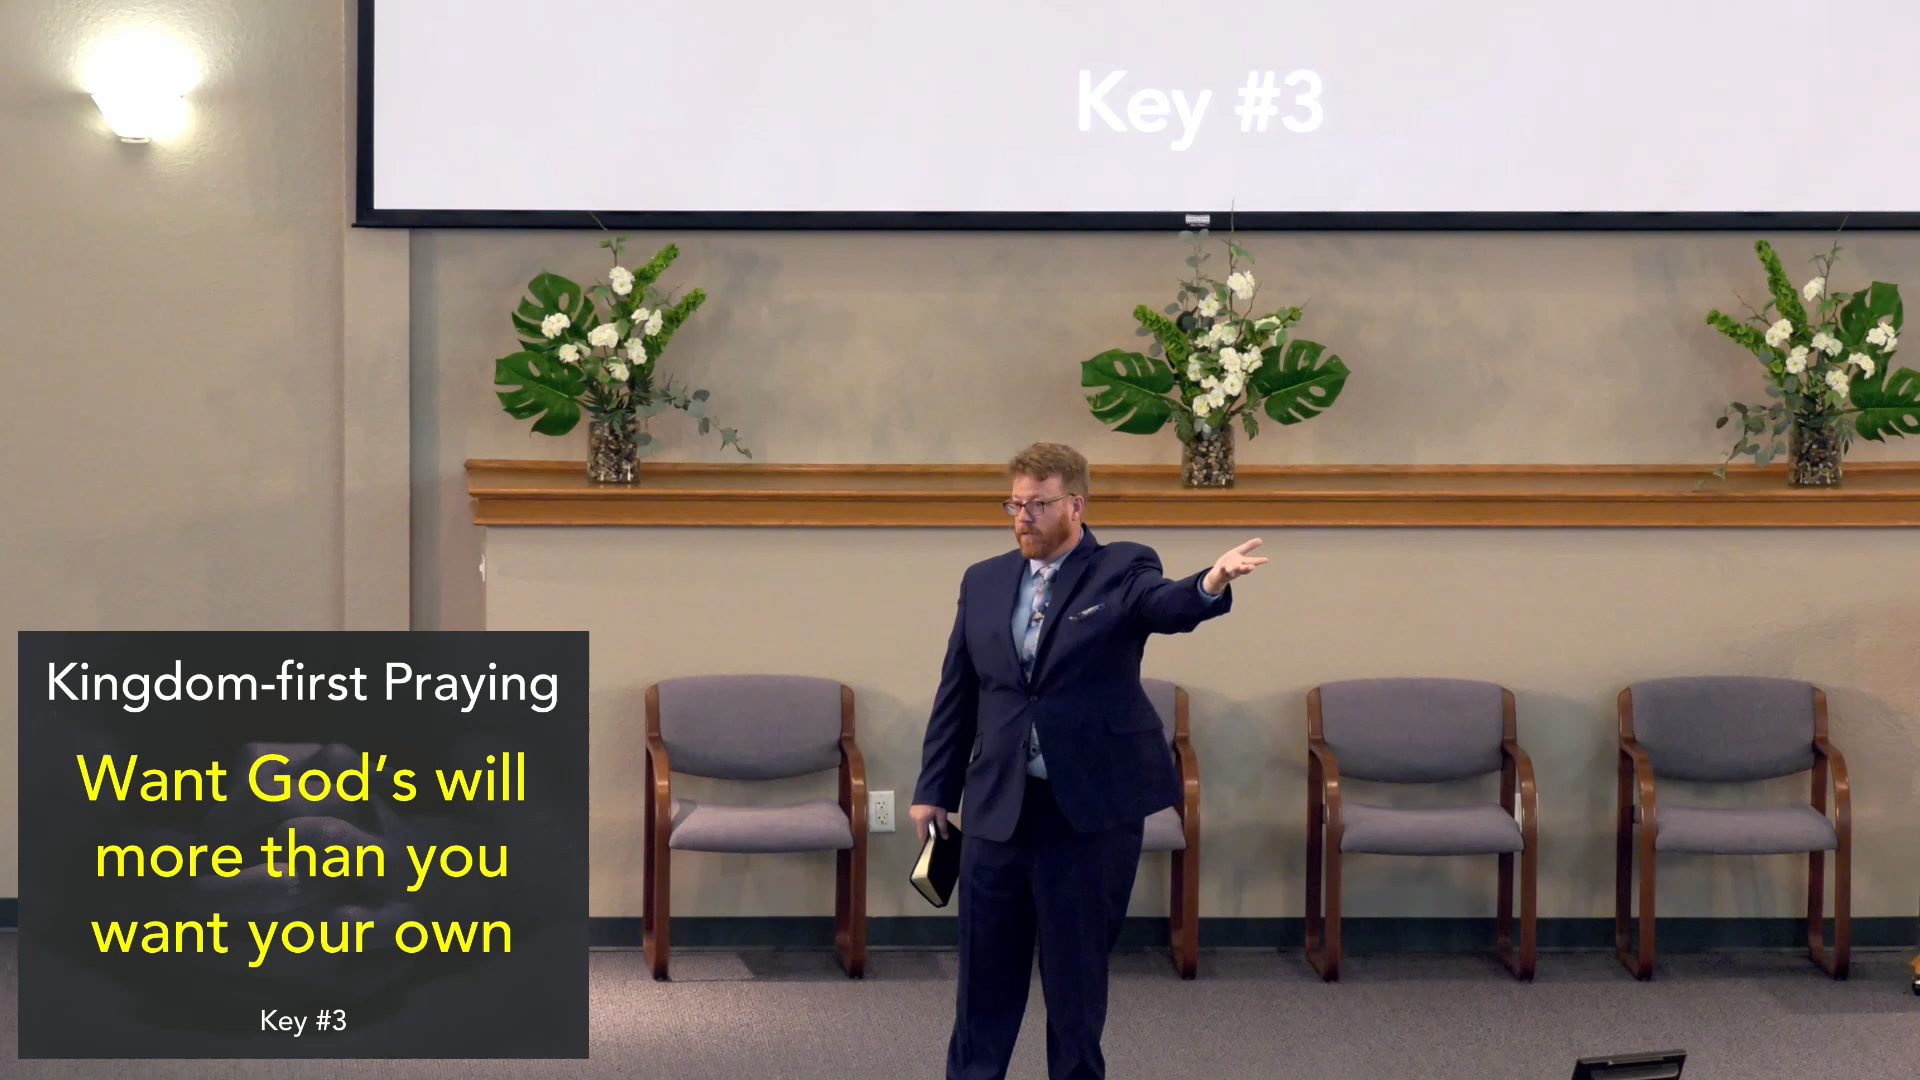 Key #3
Kingdom-first Praying
Want God’s will
more than you
want your own
Key #3